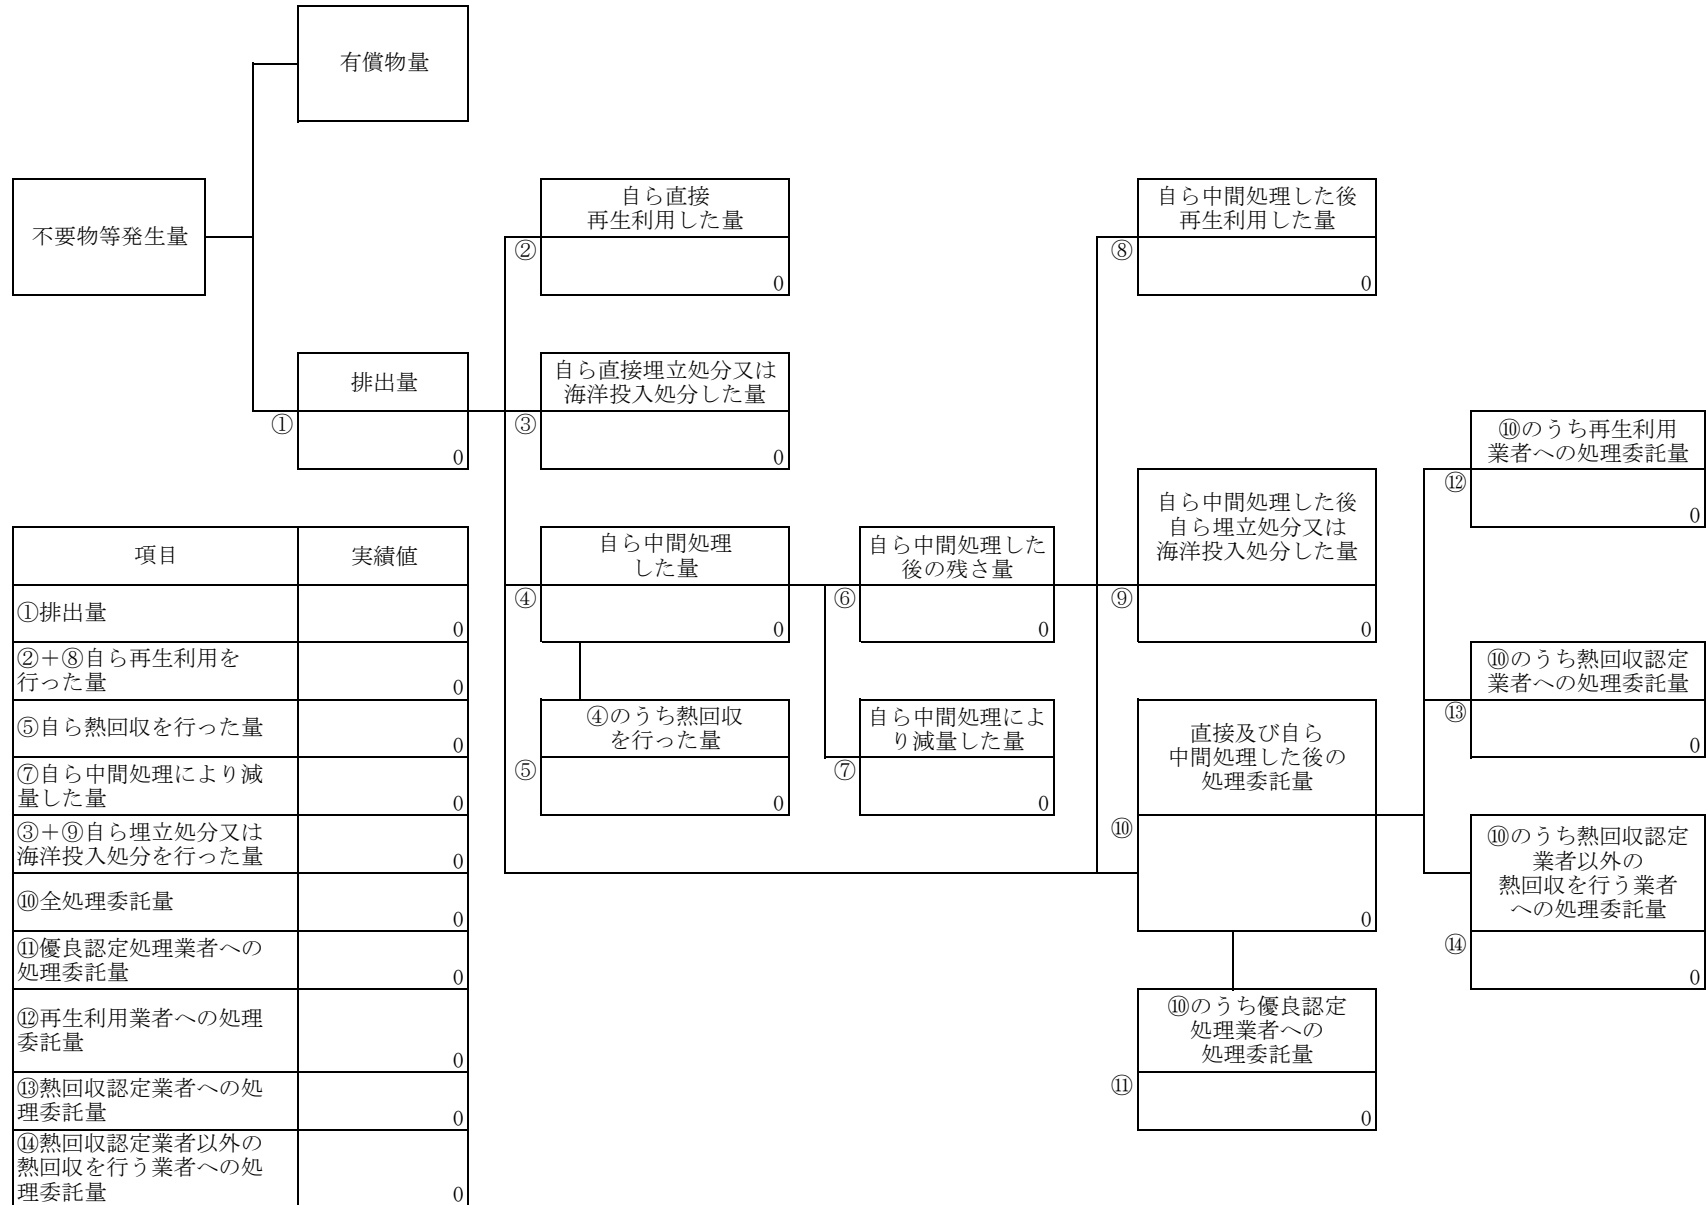 有償物量
不要物等発生量
自ら直接
再生利用した量
②
0
自ら中間処理した後
再生利用した量
⑧
0
排出量
①
0
自ら直接埋立処分又は
海洋投入処分した量
③
0
⑩のうち再生利用
業者への処理委託量
⑫
0
自ら中間処理
した量
④
0
自ら中間処理した
後の残さ量
⑥
0
自ら中間処理した後
自ら埋立処分又は
海洋投入処分した量
⑨
0
⑩のうち熱回収認定
業者への処理委託量
⑬
0
④のうち熱回収
を行った量
⑤
0
自ら中間処理によ
り減量した量
⑦
0
直接及び自ら
中間処理した後の
処理委託量
⑩
0
⑩のうち熱回収認定
業者以外の
熱回収を行う業者
への処理委託量
⑭
0
⑩のうち優良認定
処理業者への
処理委託量
⑪
0
項目 実績値
①排出量
0
②+⑧自ら再生利用を
行った量
0
⑤自ら熱回収を行った量
0
⑦自ら中間処理により減
量した量
0
③+⑨自ら埋立処分又は
海洋投入処分を行った量
0
⑩全処理委託量
0
⑪優良認定処理業者への
処理委託量
0
⑫再生利用業者への処理
委託量
0
⑬熱回収認定業者への処
理委託量
0
⑭熱回収認定業者以外の
熱回収を行う業者への処
理委託量
0